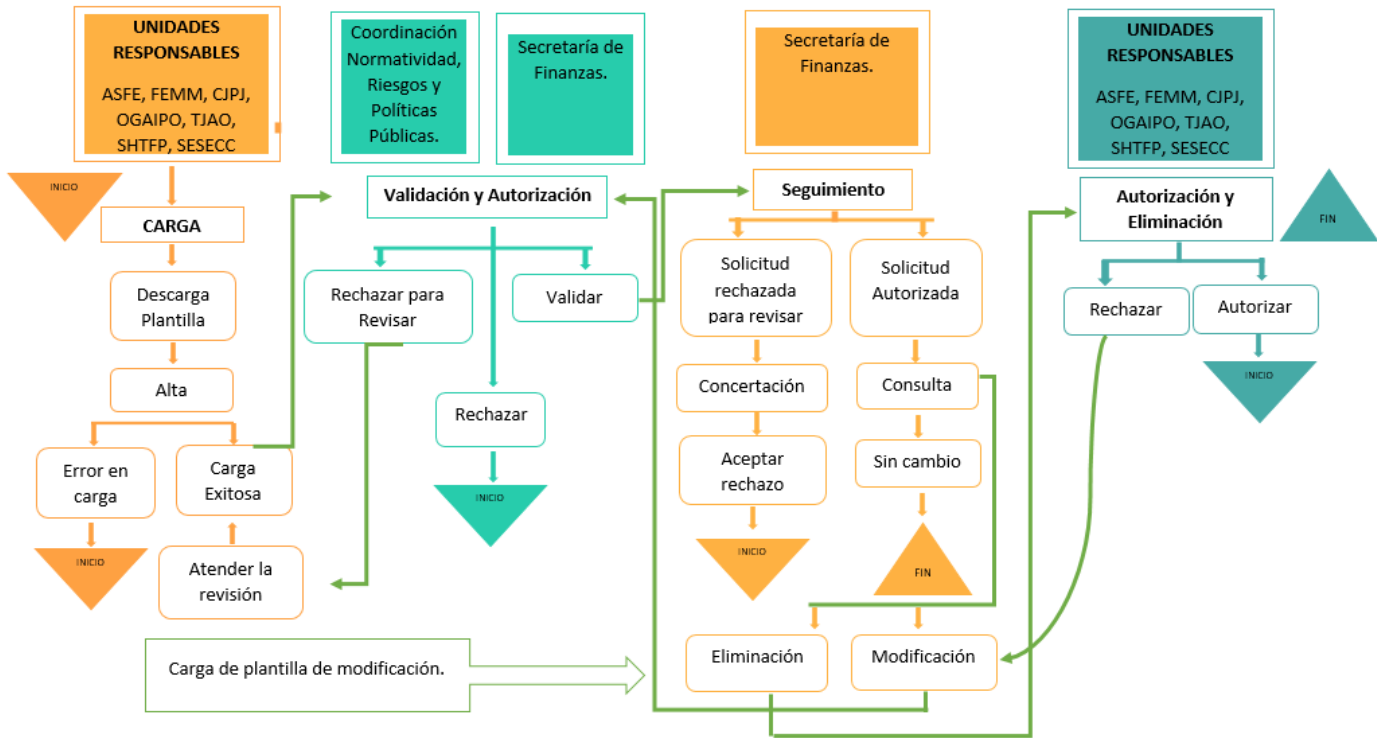 UNIDADES
RESPONSABLES
ASFE, FEMM, CJPJ,
OGAIPO, TJAO,
SHTFP, SESECC
INICIO
CARGA
Descarga
Plantilla
Alta
Error en
carga
INICIO
Carga
Exitosa
Atender la
revisión
Coordinación
Normatividad,
Riesgos y
Políticas
Públicas.
Secretaría de
Finanzas.
Validación y Autorización
Rechazar para
Revisar
Validar
Rechazar
INICIO
Secretaría de
Finanzas.
Seguimiento
Solicitud
rechazada
para revisar
Concertación
Aceptar
rechazo
INICIO
Solicitud
Autorizada
Consulta
Sin cambio
FIN
Eliminación
Modificación
UNIDADES
RESPONSABLES
ASFE, FEMM, CJPJ,
OGAIPO, TJAO,
SHTFP, SESECC
Autorización y
Eliminación
FIN
Rechazar
Autorizar
INICIO
Carga de plantilla de modificación.